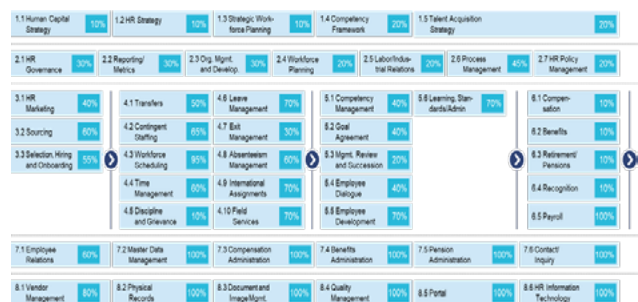 1.1 Human Capital Strategy 10%
1.2 HR Strategy 10%
1.3 Strategic Work-force Planning 10%
1.4 Competency Framework 20%
1.5 Talent Acquisition Strategy 20%
2.1 HR Governance 30%
2.2 Reporting/ Metrics 30%
2.3 Org. Mgmt. and Develop. 30%
2.4 Workforce Planning 20%
2.5 Labor/Indus-trial Relations 20%
2.6 Process Management 45%
2.7 HR Policy Management 20%
3.1 HR Marketing 40%
3.2 Sourcing 60%
3.3 Selection, Hiring and Onboarding 55%
4.1 Transfers 50%
4.2 Contingent Staffing 65%
4.3 Workforce Scheduling 95%
4.4 Time Management 60%
4.5 Discipline and Grievance 10%
4.6 Leave Management 70%
4.7 Exit Management 30%
4.8 Absenteeism Management 60%
4.9 International Assignments 70%
4.10 Field Services 70%
5.1 Competency Management 40%
5.2 Goal Agreement 40%
5.3 Mgmt. Review and Succession 20%
5.4 Employee Dialogue 40%
5.5 Employee Development 70%
5.6 Learning, Stan-dards/Admin 70%
6.1 Compen-sation 10%
6.2 Benefits 10%
6.3 Retirement/ Pensions 10%
6.4 Recognition 10%
6.5 Payroll 100%
7.1 Employee Relations 60%
7.2 Master Data Management 100%
7.3 Compensation Administration 100%
7.4 Benefits Administration 100%
7.5 Pension Administration 100%
7.6 Contact/ Inquiry 100%
8.1 Vendor Management 80%
8.2 Physical Records 100%
8.3 Document and Image Mgmt. 100%
8.4 Quality Management 100%
8.5 Portal 100%
8.6 HR Information Technology 100%